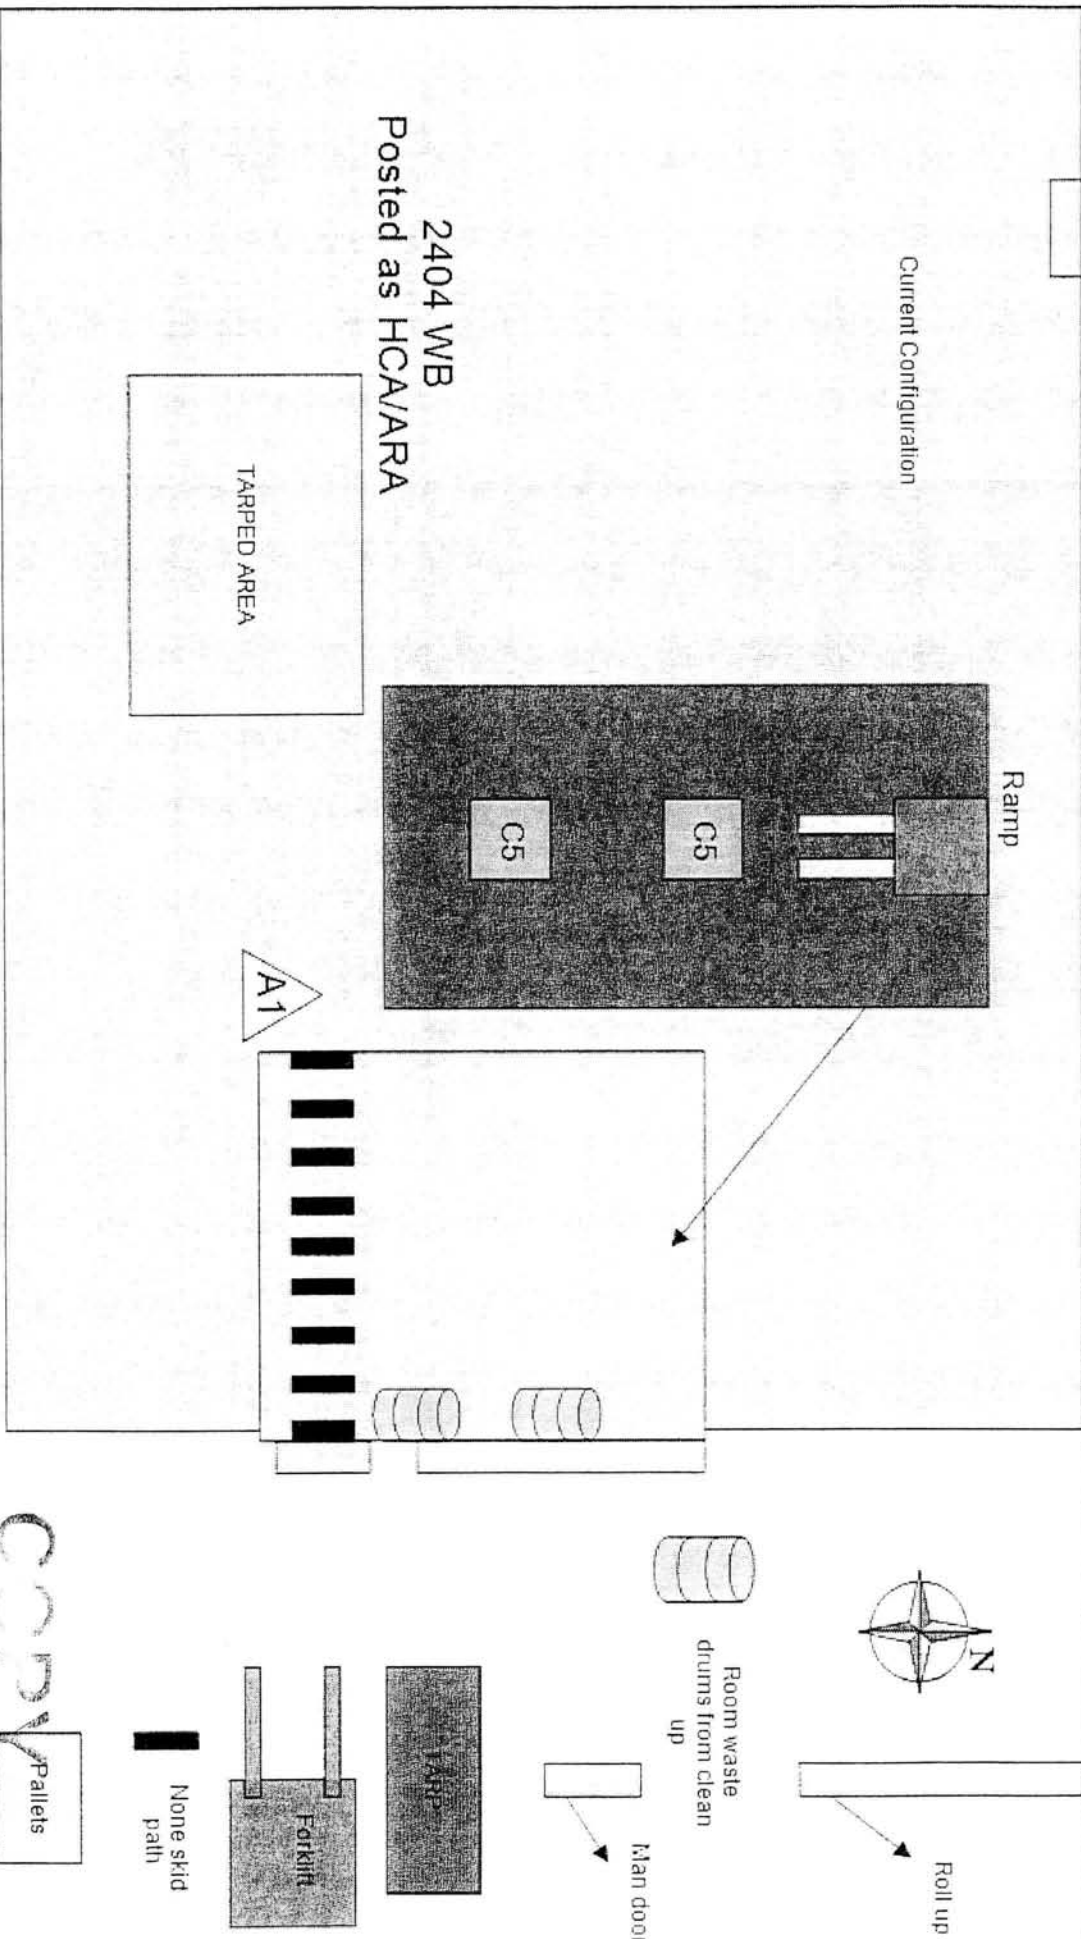 Current Configuration
Ramp
2404 WB
Posted as HCA/ARA
C5
C5
TARPED AREA
A1
N
Roll up
Room waste
drums from clean
up
Man door
TARP
Forklift
None skid
path
Pallets
COPY